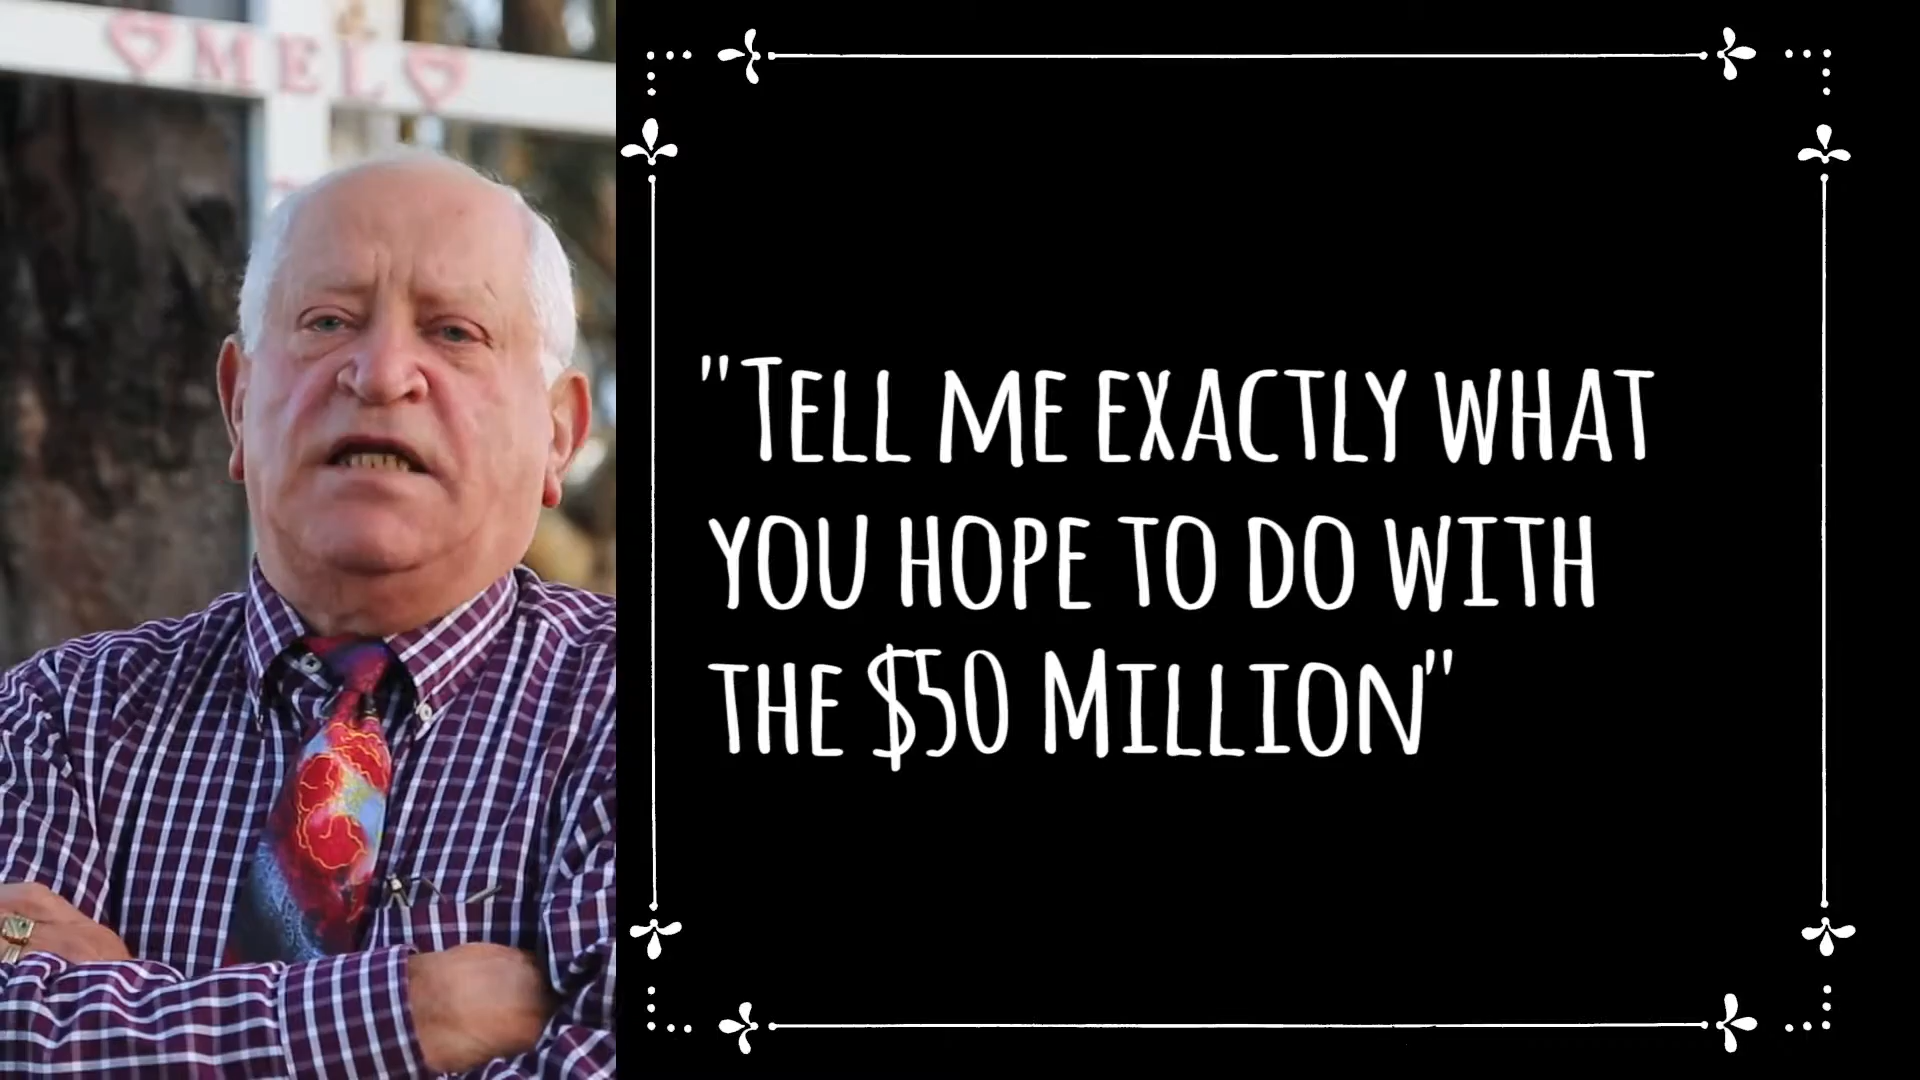 MEL
"TELL ME EXACTLY WHAT
YOU HOPE TO DO WITH
THE $50 MILLION"